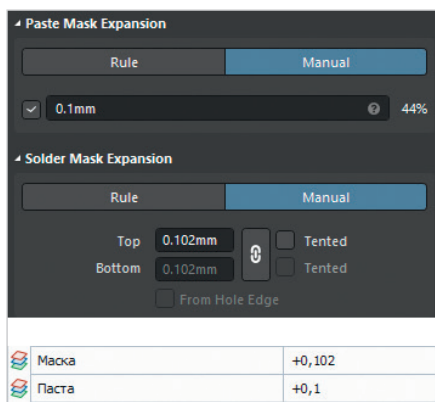 Paste Mask Expansion
Rule Manual
0.1mm 44%
Solder Mask Expansion
Rule Manual
Top 0.102mm Tented
Bottom 0.102mm Tented
From Hole Edge
Маска +0,102
Паста +0,1